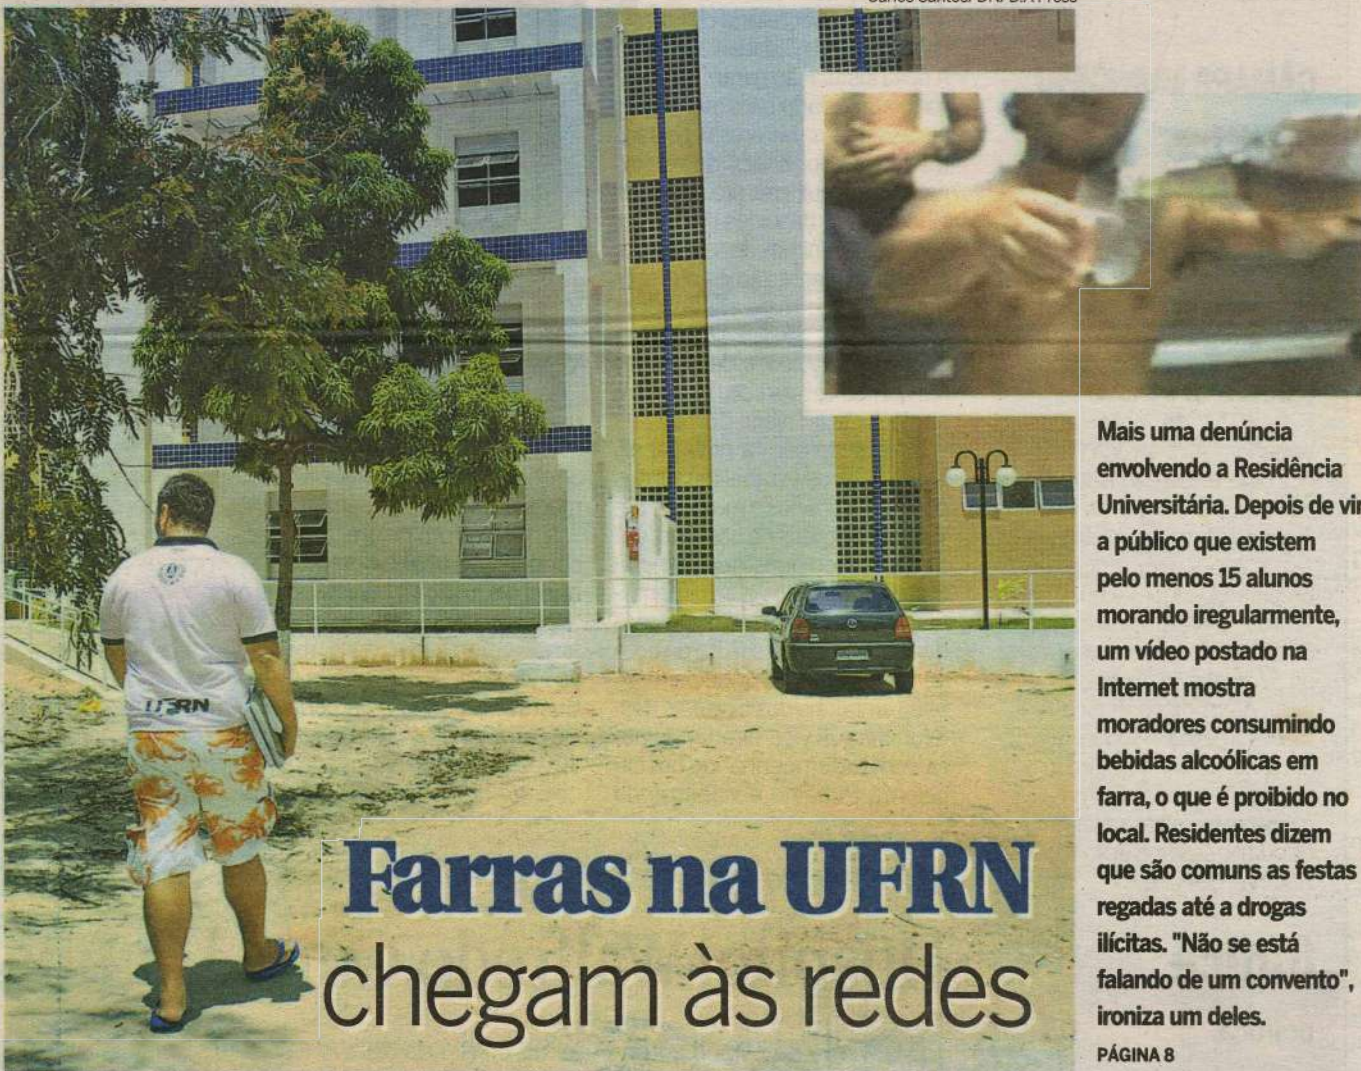 Mais uma denúncia
envolvendo a Residência
Universitária. Depois de vir
a público que existem
pelo menos 15 alunos
morando iregularmente,
um vídeo postado na
Internet mostra
moradores consumindo
bebidas alcoólicas em
farra, o que é proibido no
local. Residentes dizem
que são comuns as festas
regadas até a drogas
ilícitas. "Não se está
falando de um convento",
ironiza um deles.
PÁGINA 8
UFRN
Farras na UFRN
chegam às redes